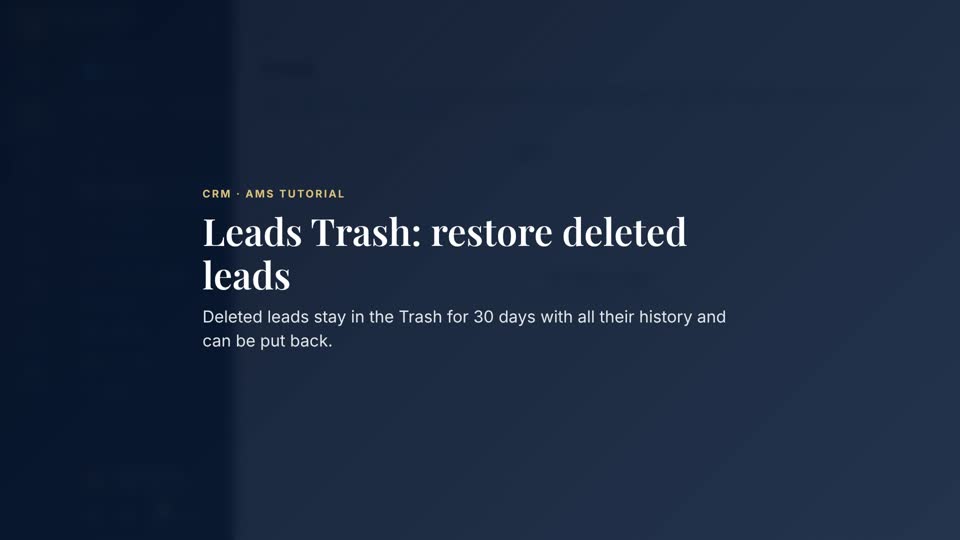 CRM · AMS TUTORIAL
Leads Trash: restore deleted
leads
Deleted leads stay in the Trash for 30 days with all their history and
can be put back.